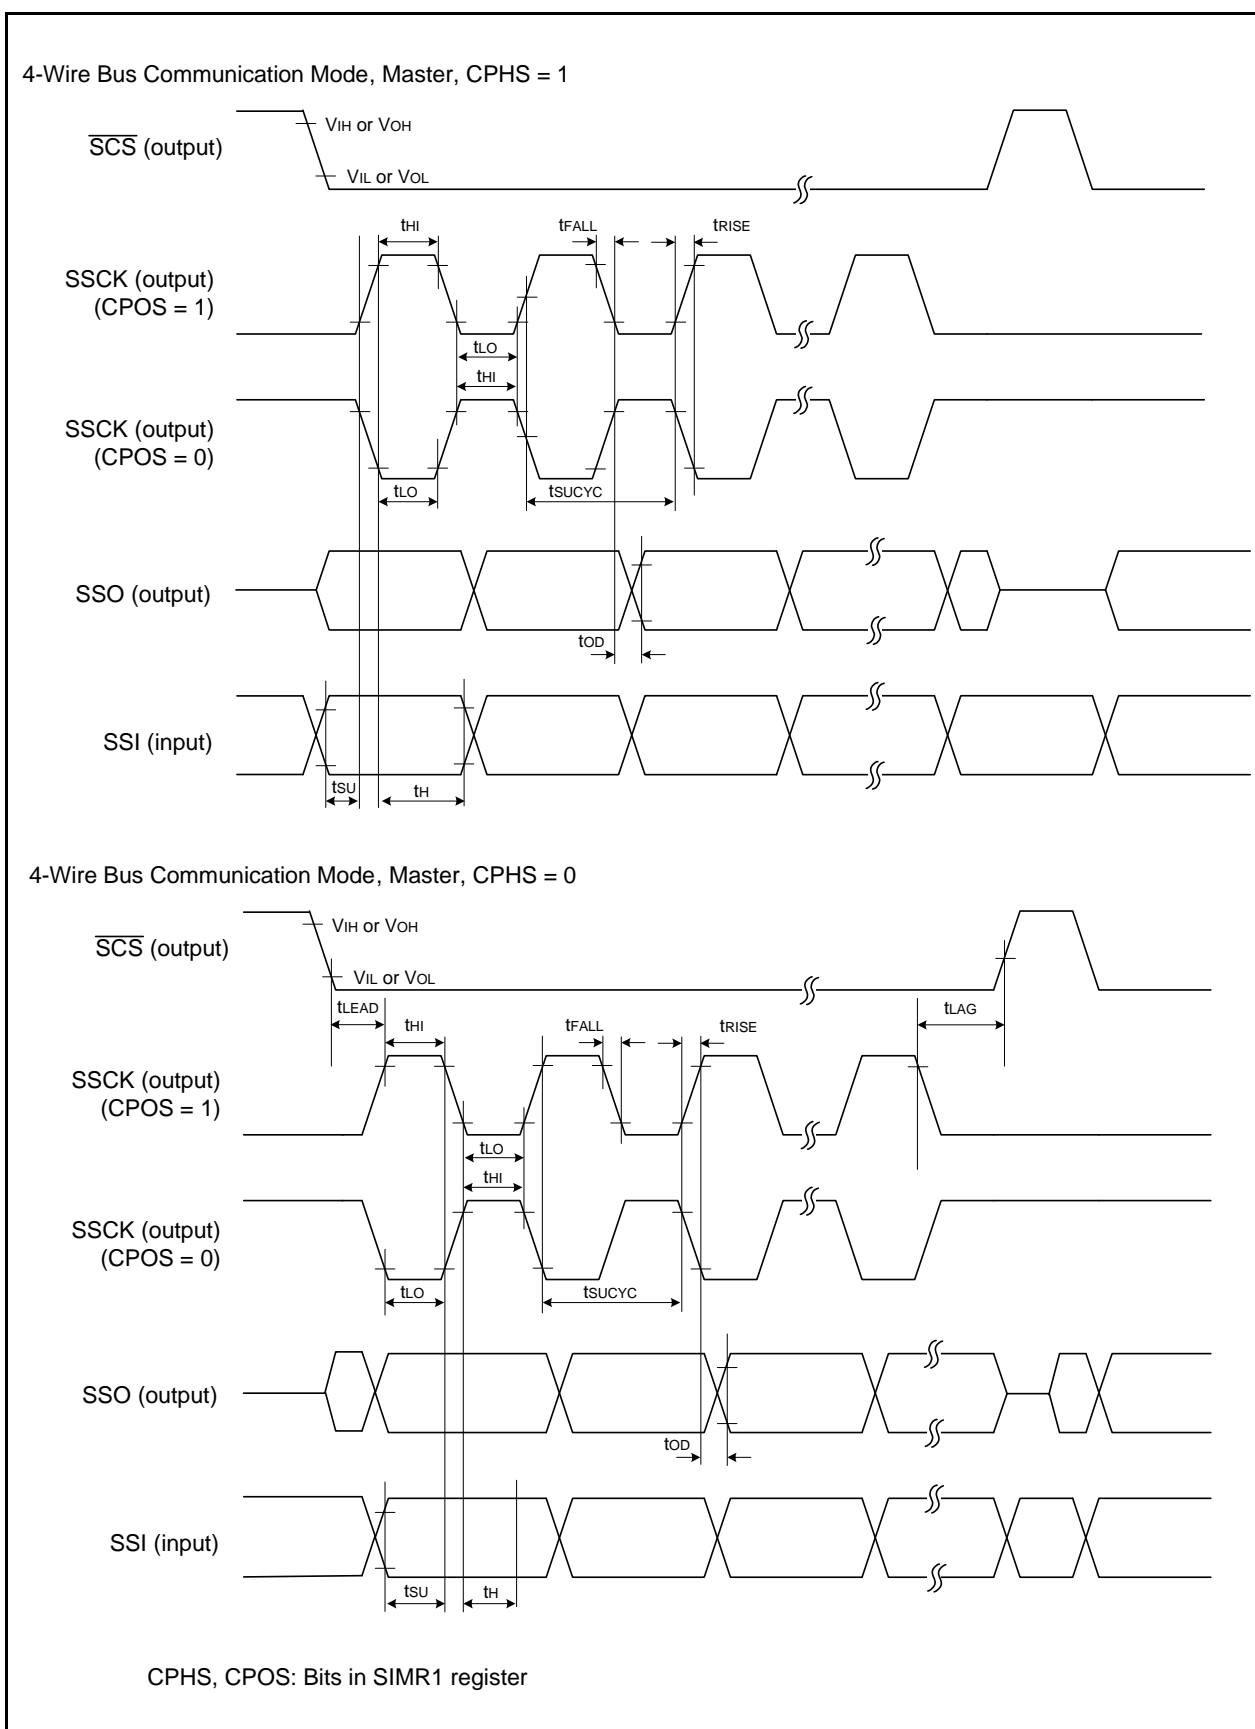 4-Wire Bus Communication Mode, Master, CPHS = 1
SCS (output)
VIH or VOH
VIL or VOL
tHI
tFALL
tRISE
SSCK (output)
(CPOS = 1)
tLO
tHI
SSCK (output)
(CPOS = 0)
tLO
tSUCYC
SSO (output)
tOD
SSI (input)
tSU
tH
4-Wire Bus Communication Mode, Master, CPHS = 0
SCS (output)
VIH or VOH
VIL or VOL
tLEAD
tHI
tFALL
tRISE
tLAG
SSCK (output)
(CPOS = 1)
tLO
tHI
SSCK (output)
(CPOS = 0)
tLO
tSUCYC
SSO (output)
tOD
SSI (input)
tSU
tH
CPHS, CPOS: Bits in SIMR1 register